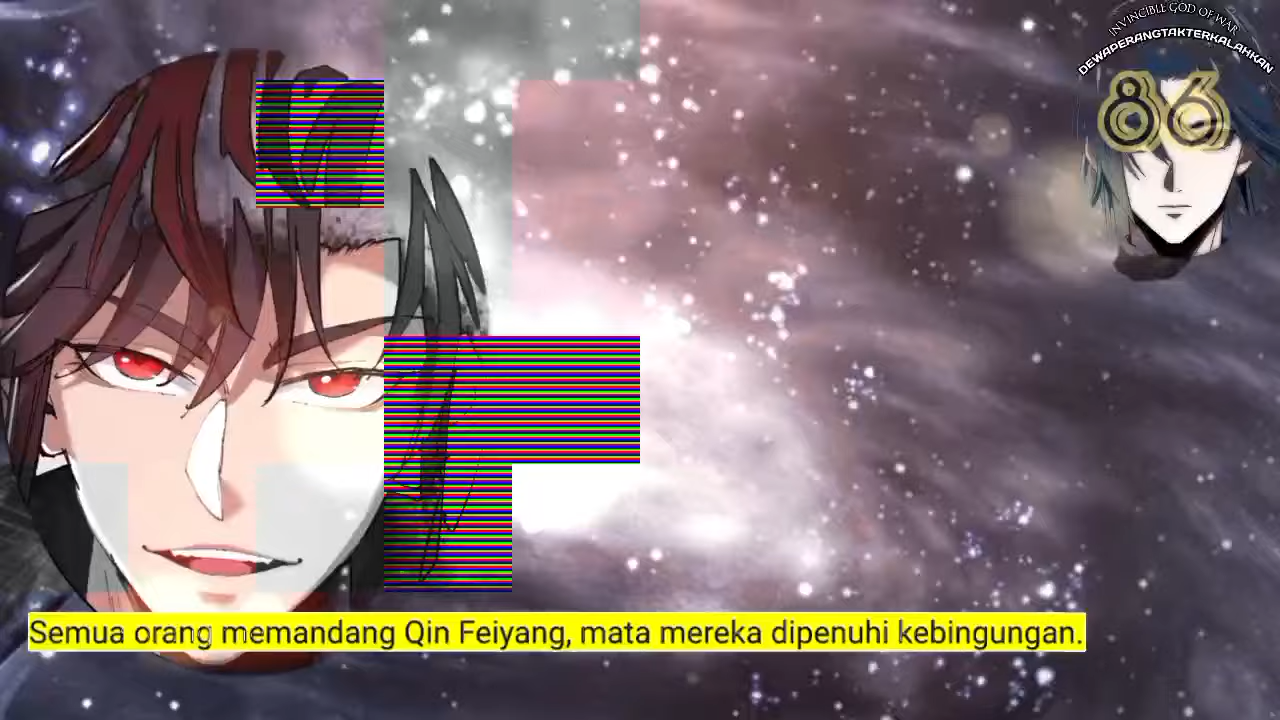 INVINCIBLE GOD OF WAR
DEWAPERANGTAKTERKALAHKAN
86
Semua orang memandang Qin Feiyang, mata mereka dipenuhi kebingungan.